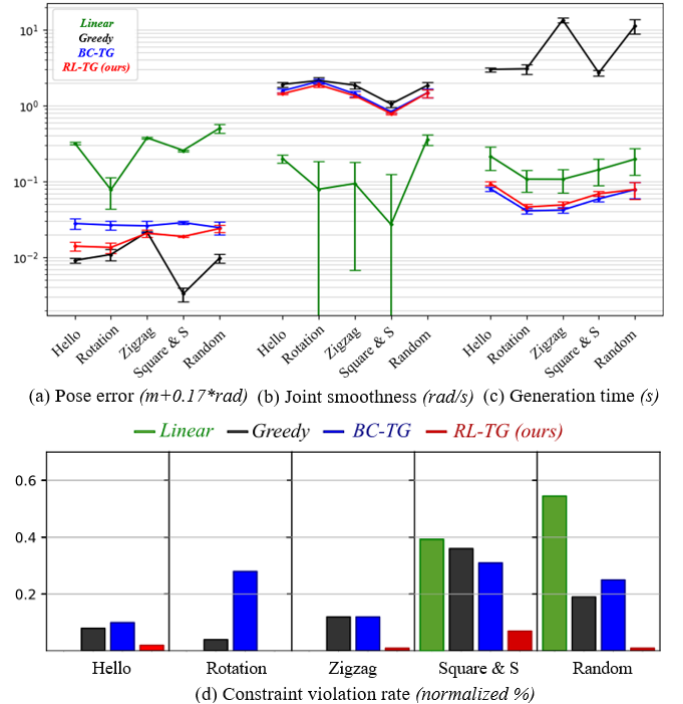 Linear
Greedy
BC-TG
RL-TG (ours)
10¹
10⁰
10⁻¹
10⁻²
Hello Rotation Zigzag Square & S Random Hello Rotation Zigzag Square & S Random Hello Rotation Zigzag Square & S Random
(a) Pose error (m+0.17*rad) (b) Joint smoothness (rad/s) (c) Generation time (s)
Linear Greedy BC-TG RL-TG (ours)
0.6
0.4
0.2
Hello Rotation Zigzag Square & S Random
(d) Constraint violation rate (normalized %)